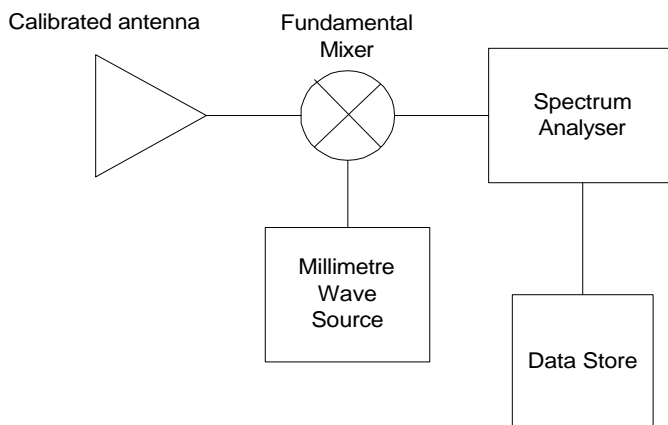 Calibrated antenna
Fundamental
Mixer
Spectrum
Analyser
Millimetre
Wave
Source
Data Store